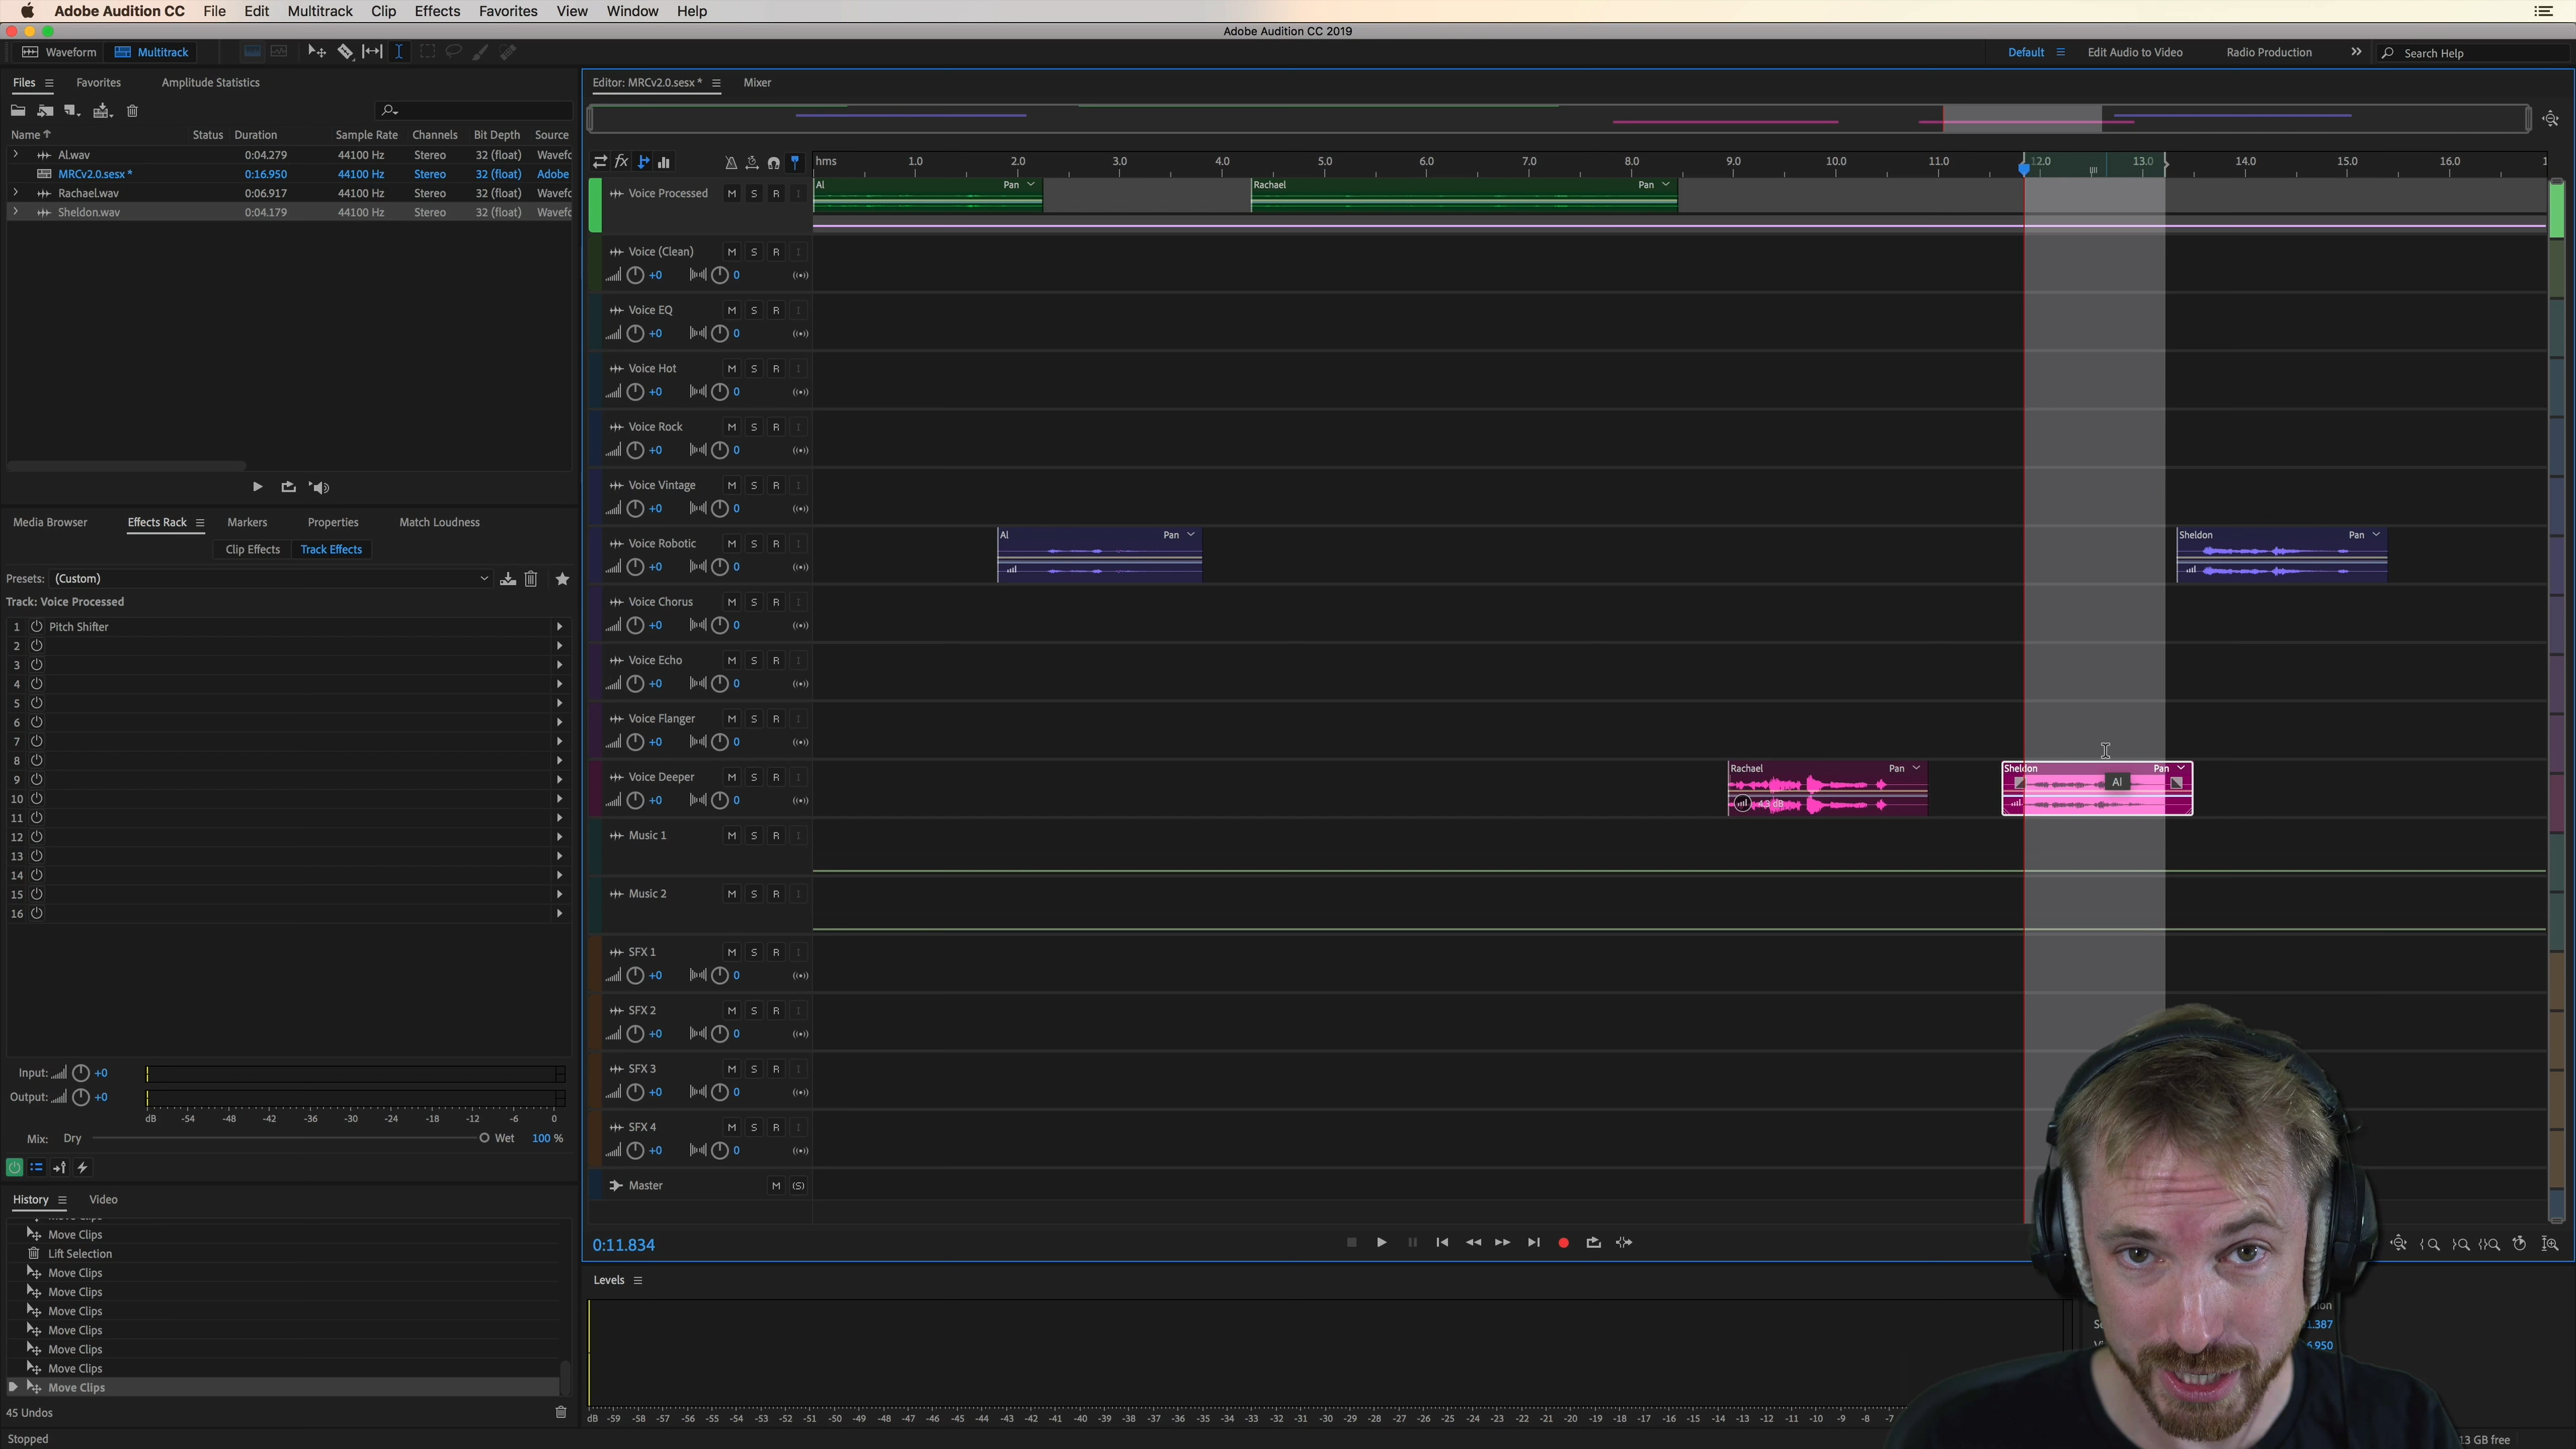 Adobe Audition CC File Edit Multitrack Clip Effects Favorites View Window Help
Adobe Audition CC 2019
Waveform Multitrack Default Edit Audio to Video Radio Production Search Help
Files Favorites Amplitude Statistics
Name Status Duration Sample Rate Channels Bit Depth Source
Al.wav 0:04.279 44100 Hz Stereo 32 (float) Wavefo
MRCv2.0.sesx * 0:16.950 44100 Hz Stereo 32 (float) Adobe
Rachael.wav 0:06.917 44100 Hz Stereo 32 (float) Wavefo
Sheldon.wav 0:04.179 44100 Hz Stereo 32 (float) Wavefo
Media Browser Effects Rack Markers Properties Match Loudness
Clip Effects Track Effects
Presets: (Custom)
Track: Voice Processed
1 Pitch Shifter
2
3
4
5
6
7
8
9
10
11
12
13
14
15
16
Input: +0
Output: +0
dB -54 -48 -42 -36 -30 -24 -18 -12 -6 0
Mix: Dry Wet 100 %
History Video
Move Clips
Lift Selection
Move Clips
Move Clips
Move Clips
Move Clips
Move Clips
Move Clips
Move Clips
45 Undos
Stopped
Editor: MRCv2.0.sesx * Mixer
fx hms 1.0 2.0 3.0 4.0 5.0 6.0 7.0 8.0 9.0 10.0 11.0 12.0 13.0 14.0 15.0 16.0
Voice Processed M S R I Al Pan Rachael Pan
Voice (Clean) M S R I
+0 0
Voice EQ M S R I
+0 0
Voice Hot M S R I
+0 0
Voice Rock M S R I
+0 0
Voice Vintage M S R I
+0 0
Voice Robotic M S R I Al Pan Sheldon Pan
+0 0
Voice Chorus M S R I
+0 0
Voice Echo M S R I
+0 0
Voice Flanger M S R I
+0 0
Voice Deeper M S R I Rachael Pan Sheldon Pan
Al
+0 0
Music 1 M S R I
Music 2 M S R I
SFX 1 M S R I
+0 0
SFX 2 M S R I
+0 0
SFX 3 M S R I
+0 0
SFX 4 M S R I
+0 0
Master M (S)
0:11.834
Levels
dB -59 -58 -57 -56 -55 -54 -53 -52 -51 -50 -49 -48 -47 -46 -45 -44 -43 -42 -41 -40 -39 -38 -37 -36 -35 -34 -33 -32 -31 -30 -29 -28 -27 -26 -25 -24 -23 -22 -21 -20 -19 -18 -17 -16 -15 -14 -13 -12 -11 -10 -9 -8
.387
13 GB free